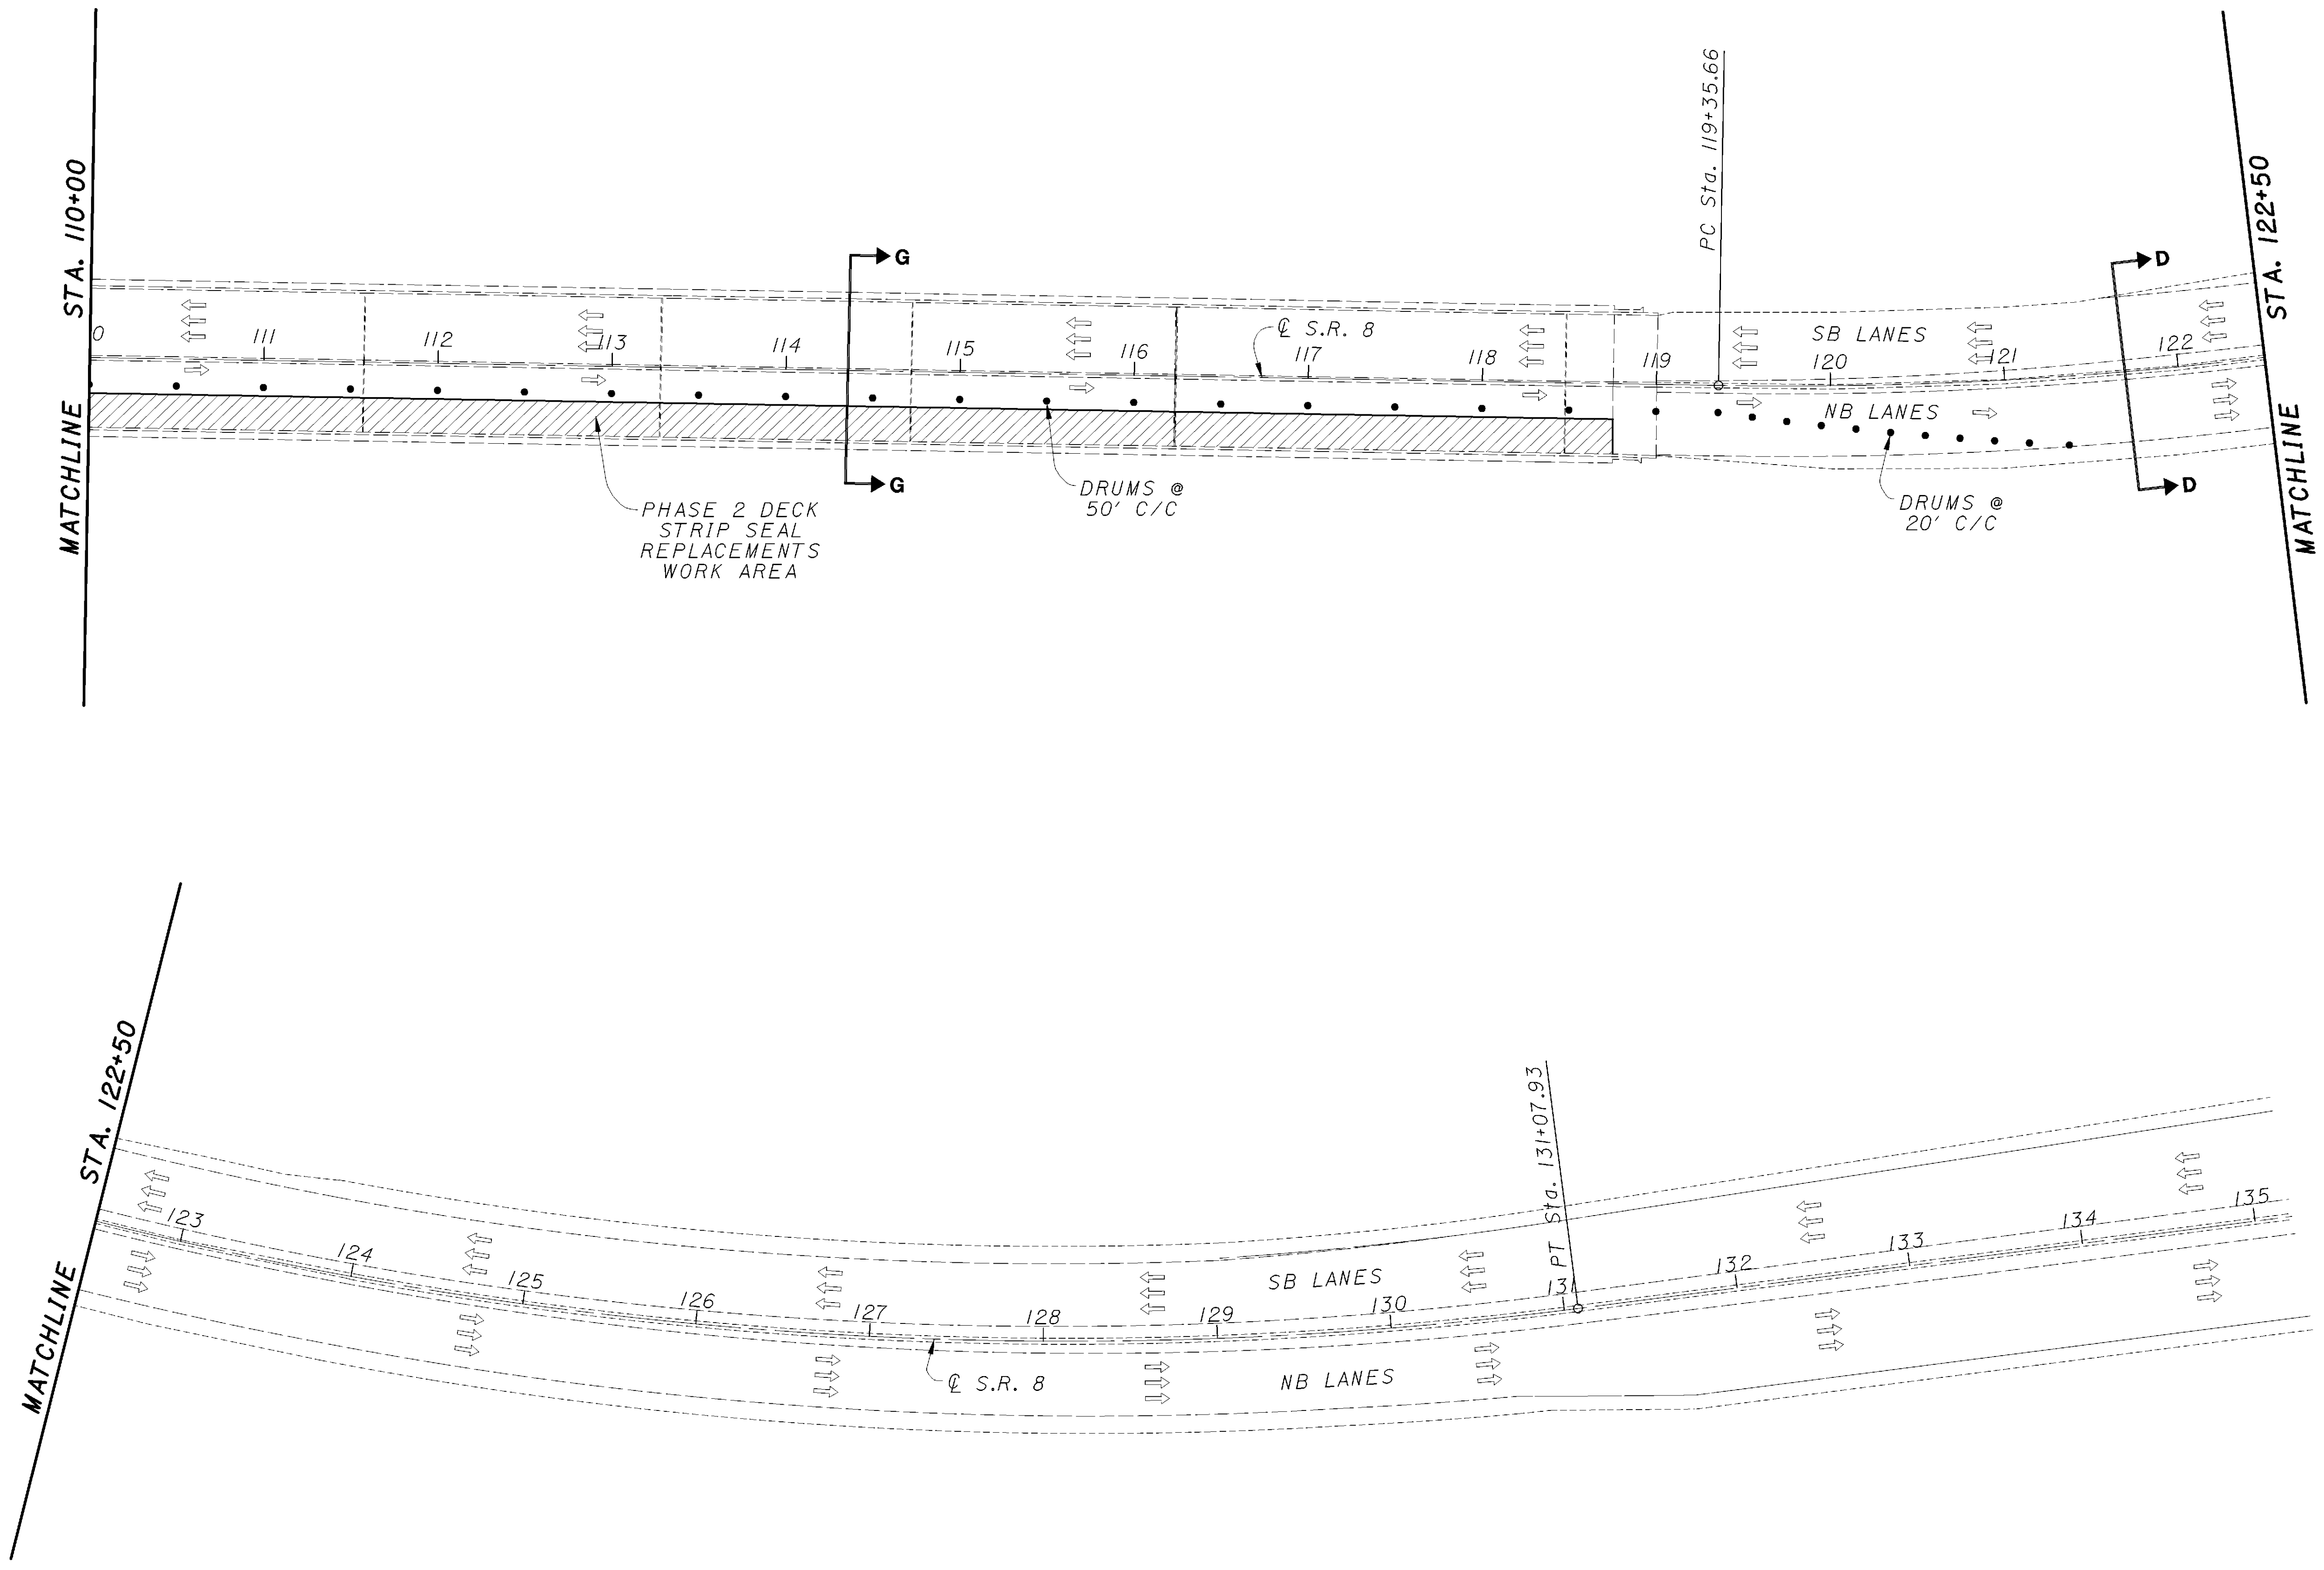 MATCHLINE STA. 110+00
PC Sta. 119+35.66
MATCHLINE STA. 122+50
G
D
0
111
112
113
114
115
116
117
118
119
120
121
122
℄ S.R. 8
SB LANES
NB LANES
G
D
PHASE 2 DECK
STRIP SEAL
REPLACEMENTS
WORK AREA
DRUMS @
50' C/C
DRUMS @
20' C/C
MATCHLINE STA. 122+50
PT Sta. 131+07.93
123
124
125
126
127
128
129
130
131
132
133
134
135
SB LANES
℄ S.R. 8
NB LANES